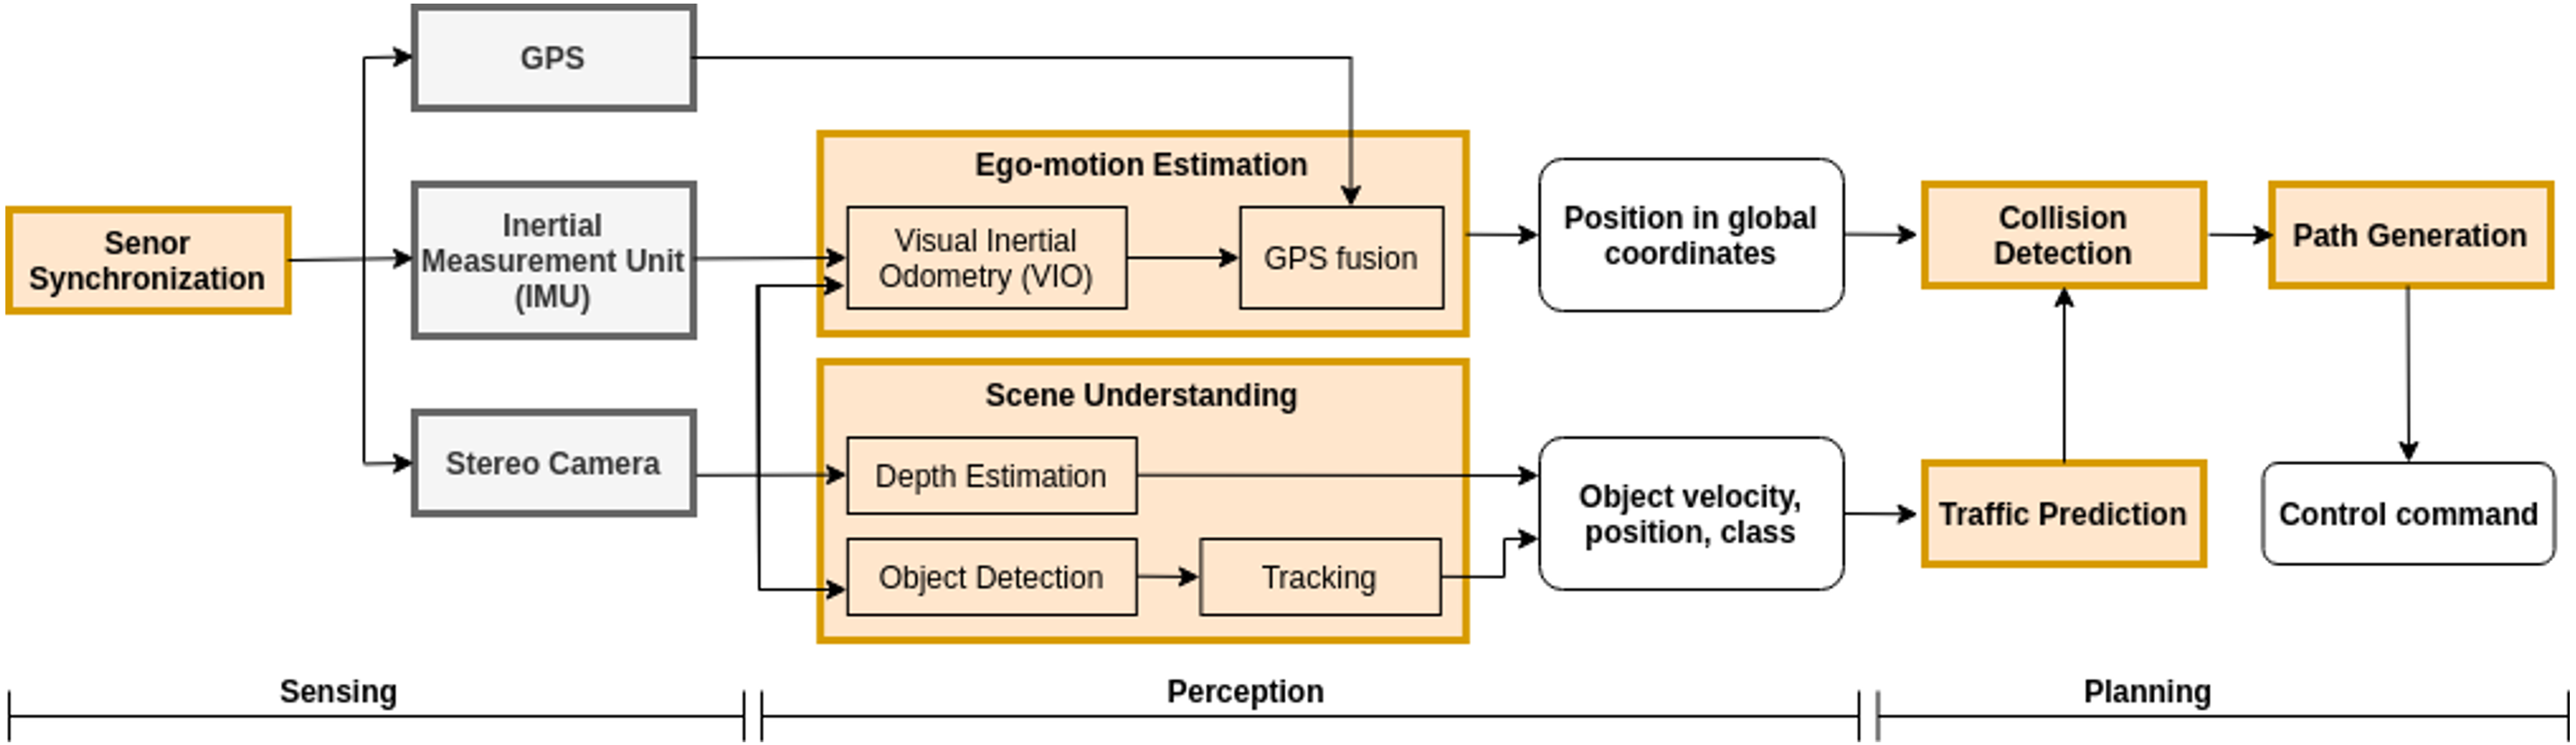 GPS
Senor
Synchronization
Inertial
Measurement Unit
(IMU)
Stereo Camera
Ego-motion Estimation
Visual Inertial
Odometry (VIO)
GPS fusion
Scene Understanding
Depth Estimation
Object Detection
Tracking
Position in global
coordinates
Object velocity,
position, class
Collision
Detection
Path Generation
Traffic Prediction
Control command
Sensing
Perception
Planning